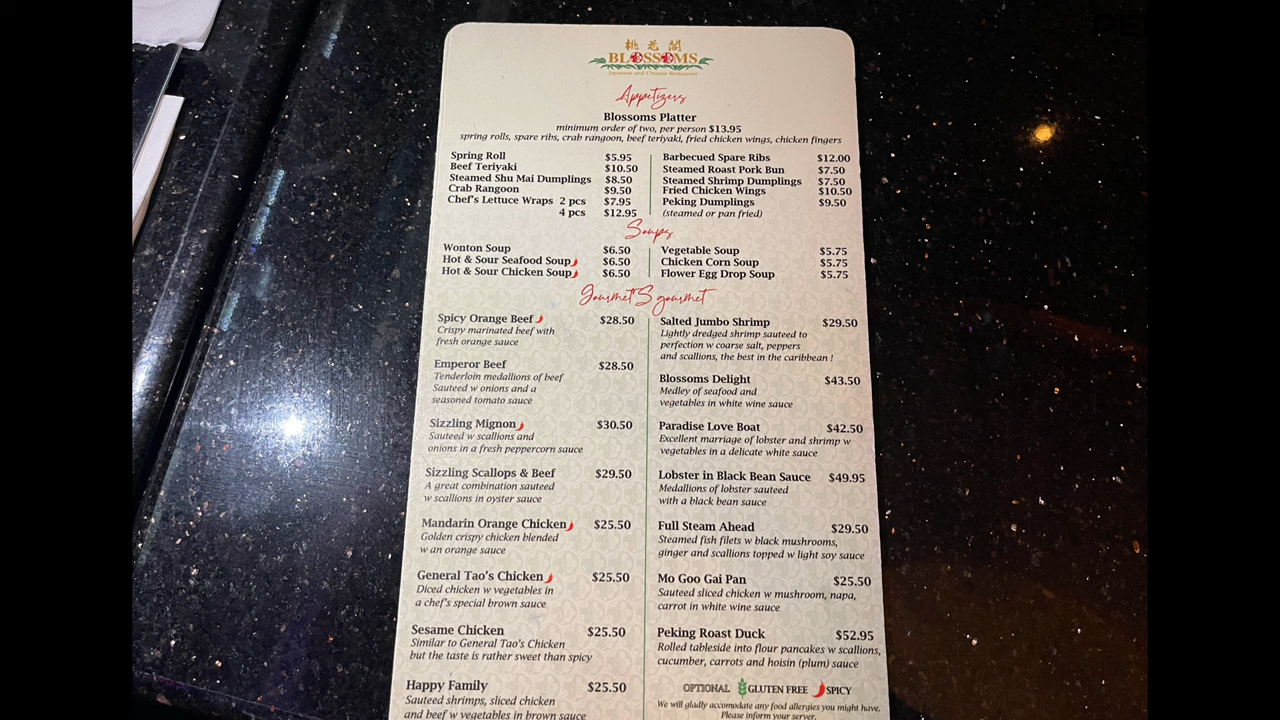 桃花閣
BLOSSOMS
Japanese and Chinese Restaurant
Appetizers
Blossoms Platter
minimum order of two, per person $13.95
spring rolls, spare ribs, crab rangoon, beef teriyaki, fried chicken wings, chicken fingers
Spring Roll $5.95
Beef Teriyaki $10.50
Steamed Shu Mai Dumplings $8.50
Crab Rangoon $9.50
Chef's Lettuce Wraps 2 pcs $7.95
4 pcs $12.95
Barbecued Spare Ribs $12.00
Steamed Roast Pork Bun $7.50
Steamed Shrimp Dumplings $7.50
Fried Chicken Wings $10.50
Peking Dumplings $9.50
(steamed or pan fried)
Soups
Wonton Soup $6.50
Hot & Sour Seafood Soup $6.50
Hot & Sour Chicken Soup $6.50
Vegetable Soup $5.75
Chicken Corn Soup $5.75
Flower Egg Drop Soup $5.75
Gourmet'S gourmet
Spicy Orange Beef $28.50
Crispy marinated beef with
fresh orange sauce
Emperor Beef $28.50
Tenderloin medallions of beef
Sauteed w onions and a
seasoned tomato sauce
Sizzling Mignon $30.50
Sauteed w scallions and
onions in a fresh peppercorn sauce
Sizzling Scallops & Beef $29.50
A great combination sauteed
w scallions in oyster sauce
Mandarin Orange Chicken $25.50
Golden crispy chicken blended
w an orange sauce
General Tao's Chicken $25.50
Diced chicken w vegetables in
a chef's special brown sauce
Sesame Chicken $25.50
Similar to General Tao's Chicken
but the taste is rather sweet than spicy
Happy Family $25.50
Sauteed shrimps, sliced chicken
and beef w vegetables in brown sauce
Salted Jumbo Shrimp $29.50
Lightly dredged shrimp sauteed to
perfection w coarse salt, peppers
and scallions, the best in the caribbean !
Blossoms Delight $43.50
Medley of seafood and
vegetables in white wine sauce
Paradise Love Boat $42.50
Excellent marriage of lobster and shrimp w
vegetables in a delicate white sauce
Lobster in Black Bean Sauce $49.95
Medallions of lobster sauteed
with a black bean sauce
Full Steam Ahead $29.50
Steamed fish filets w black mushrooms,
ginger and scallions topped w light soy sauce
Mo Goo Gai Pan $25.50
Sauteed sliced chicken w mushroom, napa,
carrot in white wine sauce
Peking Roast Duck $52.95
Rolled tableside into flour pancakes w scallions,
cucumber, carrots and hoisin (plum) sauce
OPTIONAL GLUTEN FREE SPICY
We will gladly accomodate any food allergies you might have.
Please inform your server.